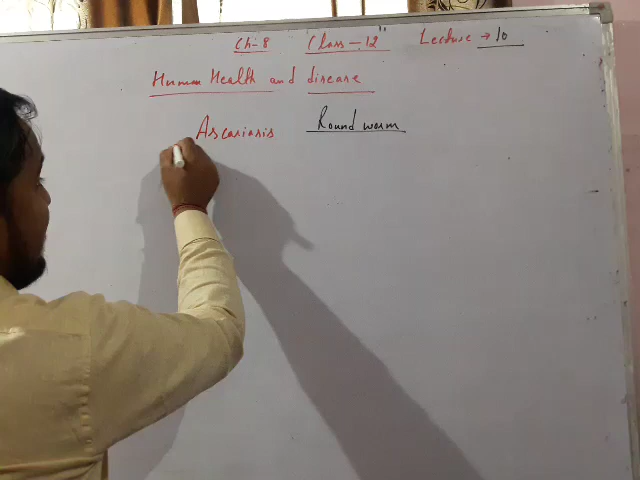 Ch-8 "Class-12" Lecture → 10
Human Health and disease
Ascariasis Round worm